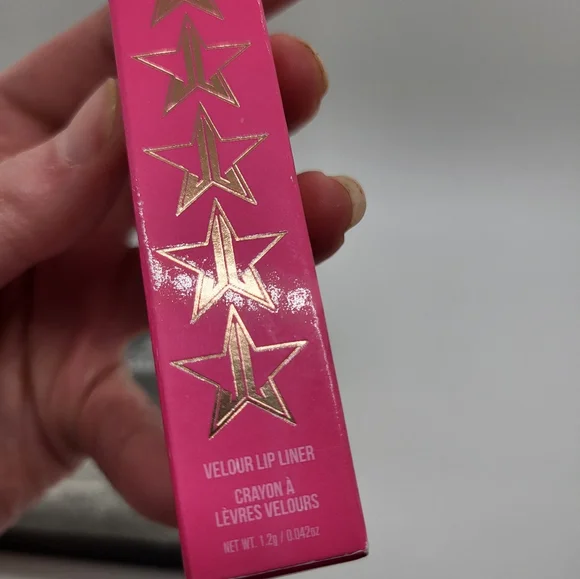 VELOUR LIP LINER
CRAYON À
LÈVRES VELOURS
NET WT. 1.2g / 0.042oz